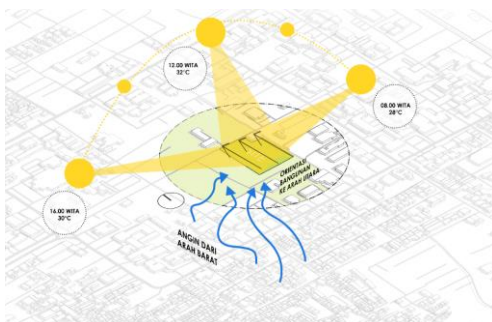 12.00 WITA
32°C
08.00 WITA
28°C
ORIENTASI
BANGUNAN
KE ARAH UTARA
16.00 WITA
30°C
ANGIN DARI
ARAH BARAT